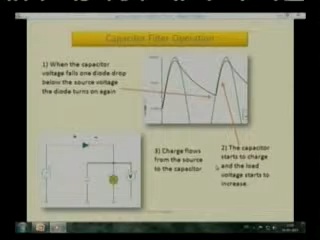 Capacitor Filter Operation
1) When the capacitor
voltage falls one diode drop
below the source voltage
the diode turns on again
3) Charge flows
from the source
to the capacitor
2) The capacitor
starts to charge
and the load
voltage starts to
increase.